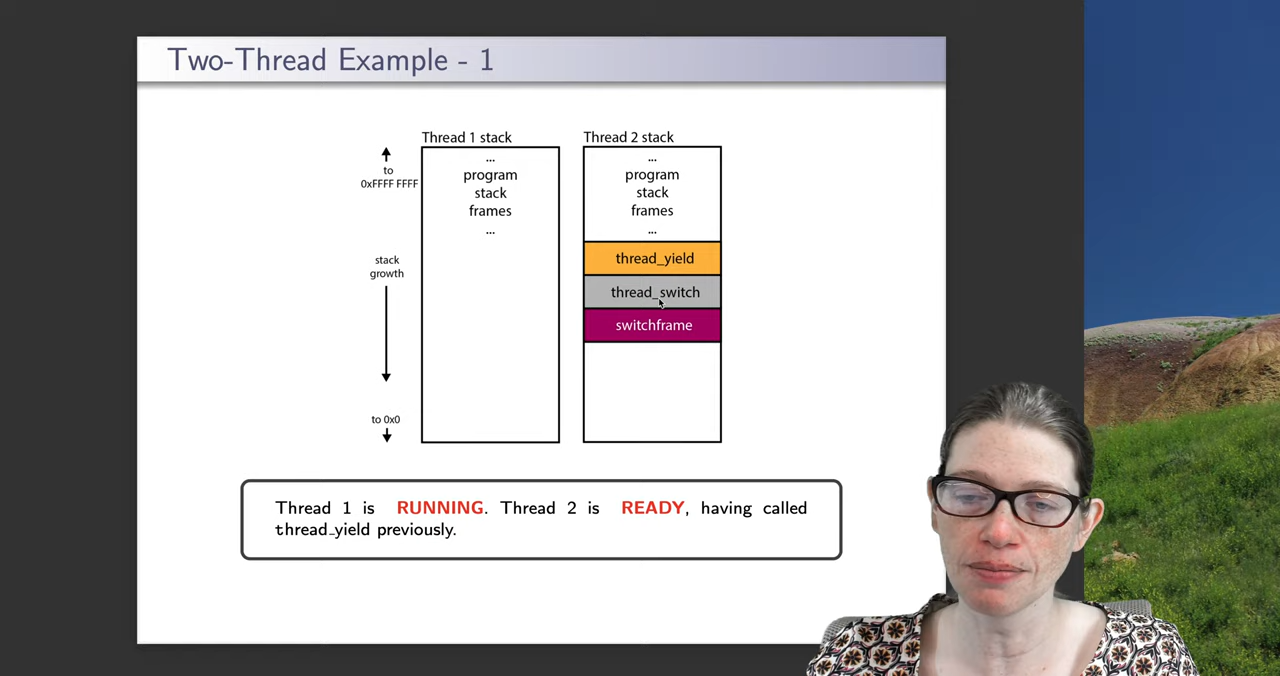 Two-Thread Example - 1
Thread 1 stack
Thread 2 stack
to
0xFFFF FFFF
...
program
stack
frames
...
...
program
stack
frames
...
stack
growth
thread_yield
thread_switch
switchframe
to 0x0
Thread 1 is RUNNING. Thread 2 is READY, having called
thread_yield previously.